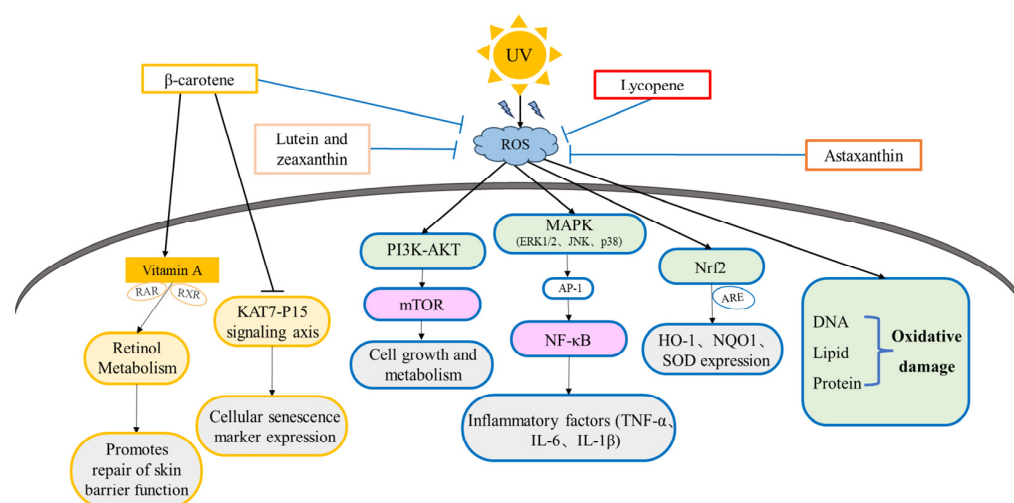 UV
β-carotene
Lycopene
Lutein and
zeaxanthin
ROS
Astaxanthin
MAPK
(ERK1/2、JNK、p38)
PI3K-AKT
Nrf2
Vitamin A
RAR
RXR
AP-1
ARE
KAT7-P15
signaling axis
mTOR
NF-κB
HO-1、NQO1、
SOD expression
DNA
Lipid
Protein
Oxidative
damage
Retinol
Metabolism
Cell growth and
metabolism
Cellular senescence
marker expression
Inflammatory factors (TNF-α、
IL-6、IL-1β)
Promotes
repair of skin
barrier function